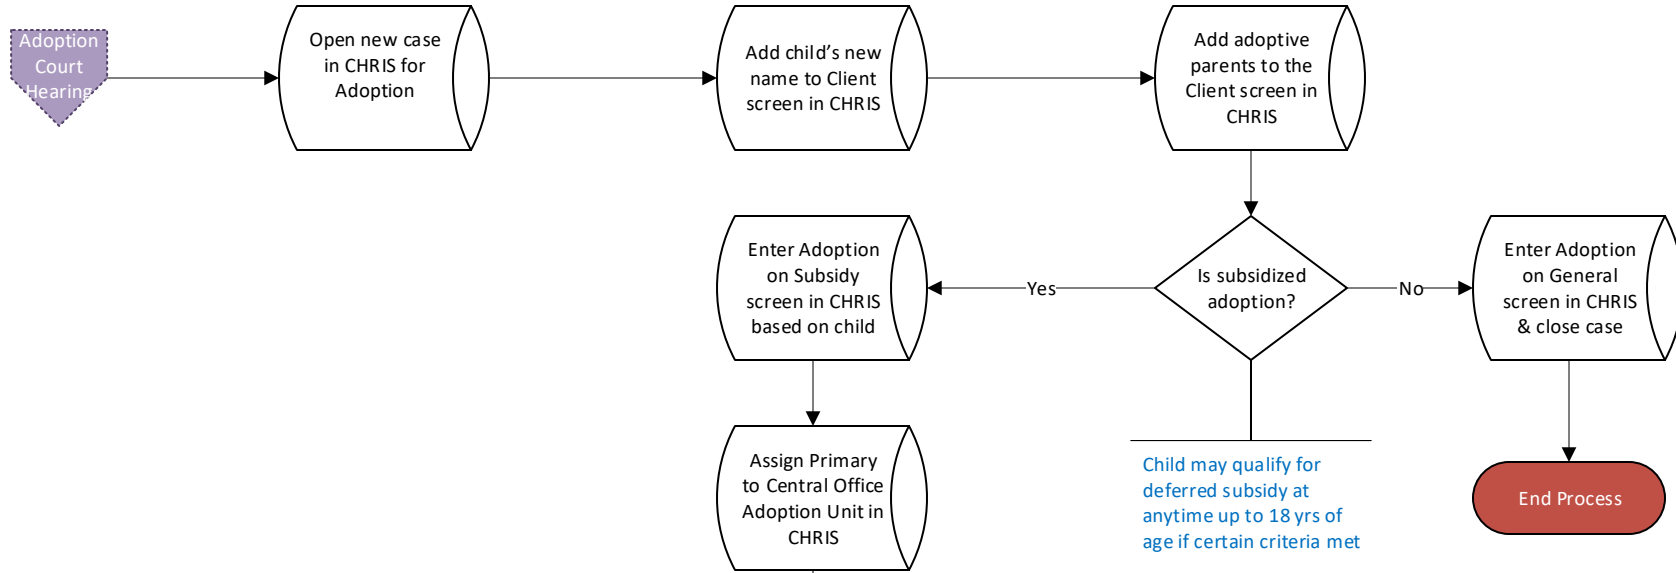 Adoption
Court
Hearing
Open new case
in CHRIS for
Adoption
Add child’s new
name to Client
screen in CHRIS
Add adoptive
parents to the
Client screen in
CHRIS
Enter Adoption
on Subsidy
screen in CHRIS
based on child
Yes
Is subsidized
adoption?
No
Enter Adoption
on General
screen in CHRIS
& close case
Assign Primary
to Central Office
Adoption Unit in
CHRIS
Child may qualify for
deferred subsidy at
anytime up to 18 yrs of
age if certain criteria met
End Process